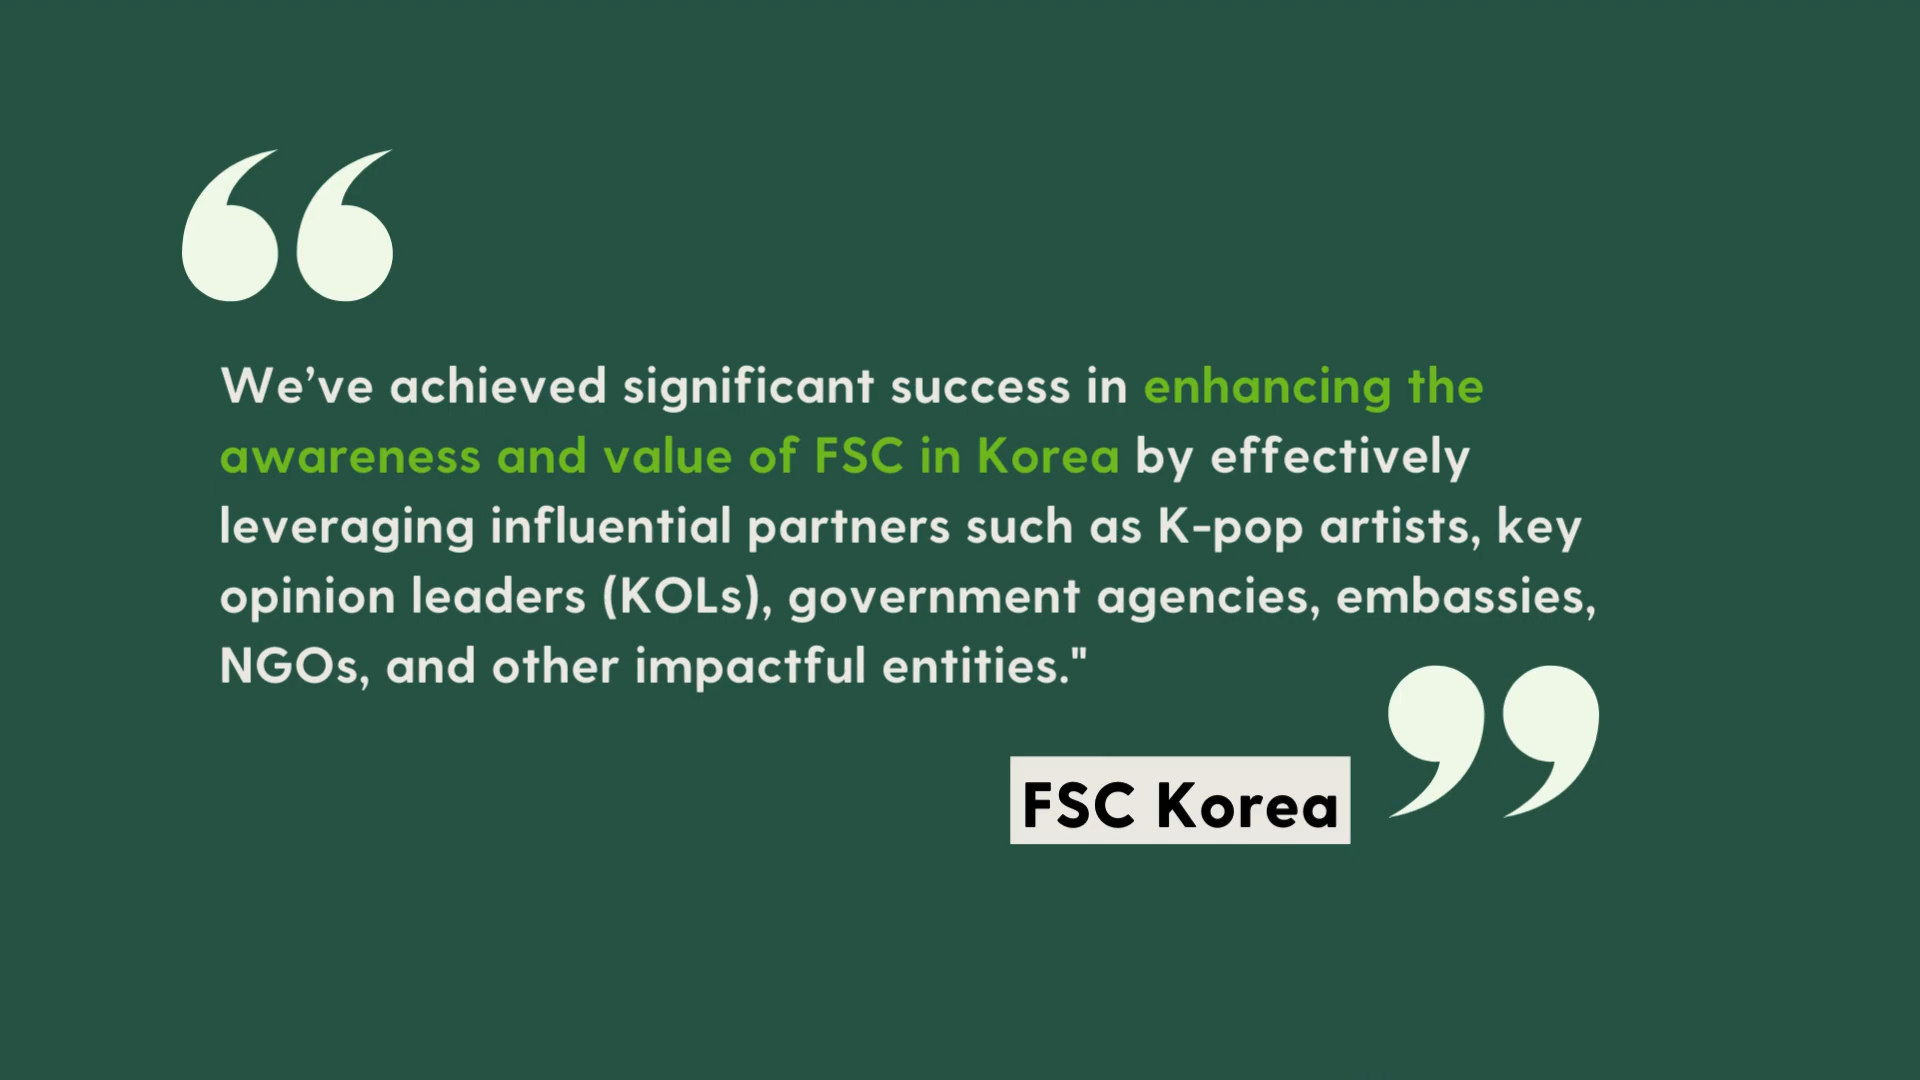 We’ve achieved significant success in enhancing the
awareness and value of FSC in Korea by effectively
leveraging influential partners such as K-pop artists, key
opinion leaders (KOLs), government agencies, embassies,
NGOs, and other impactful entities."
FSC Korea